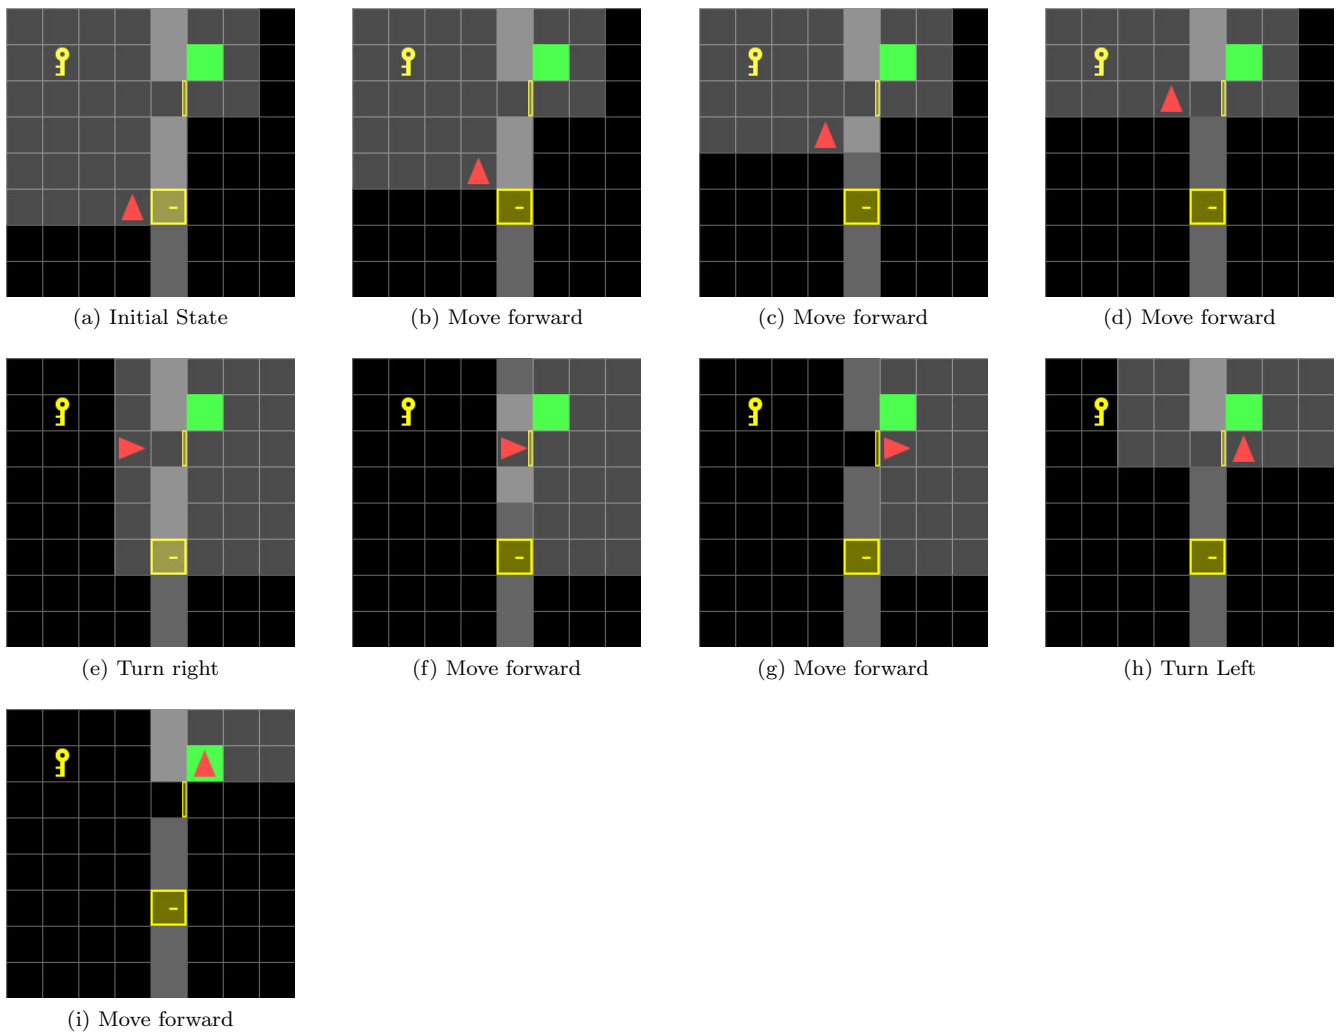 (a) Initial State
(b) Move forward
(c) Move forward
(d) Move forward
(e) Turn right
(f) Move forward
(g) Move forward
(h) Turn Left
(i) Move forward